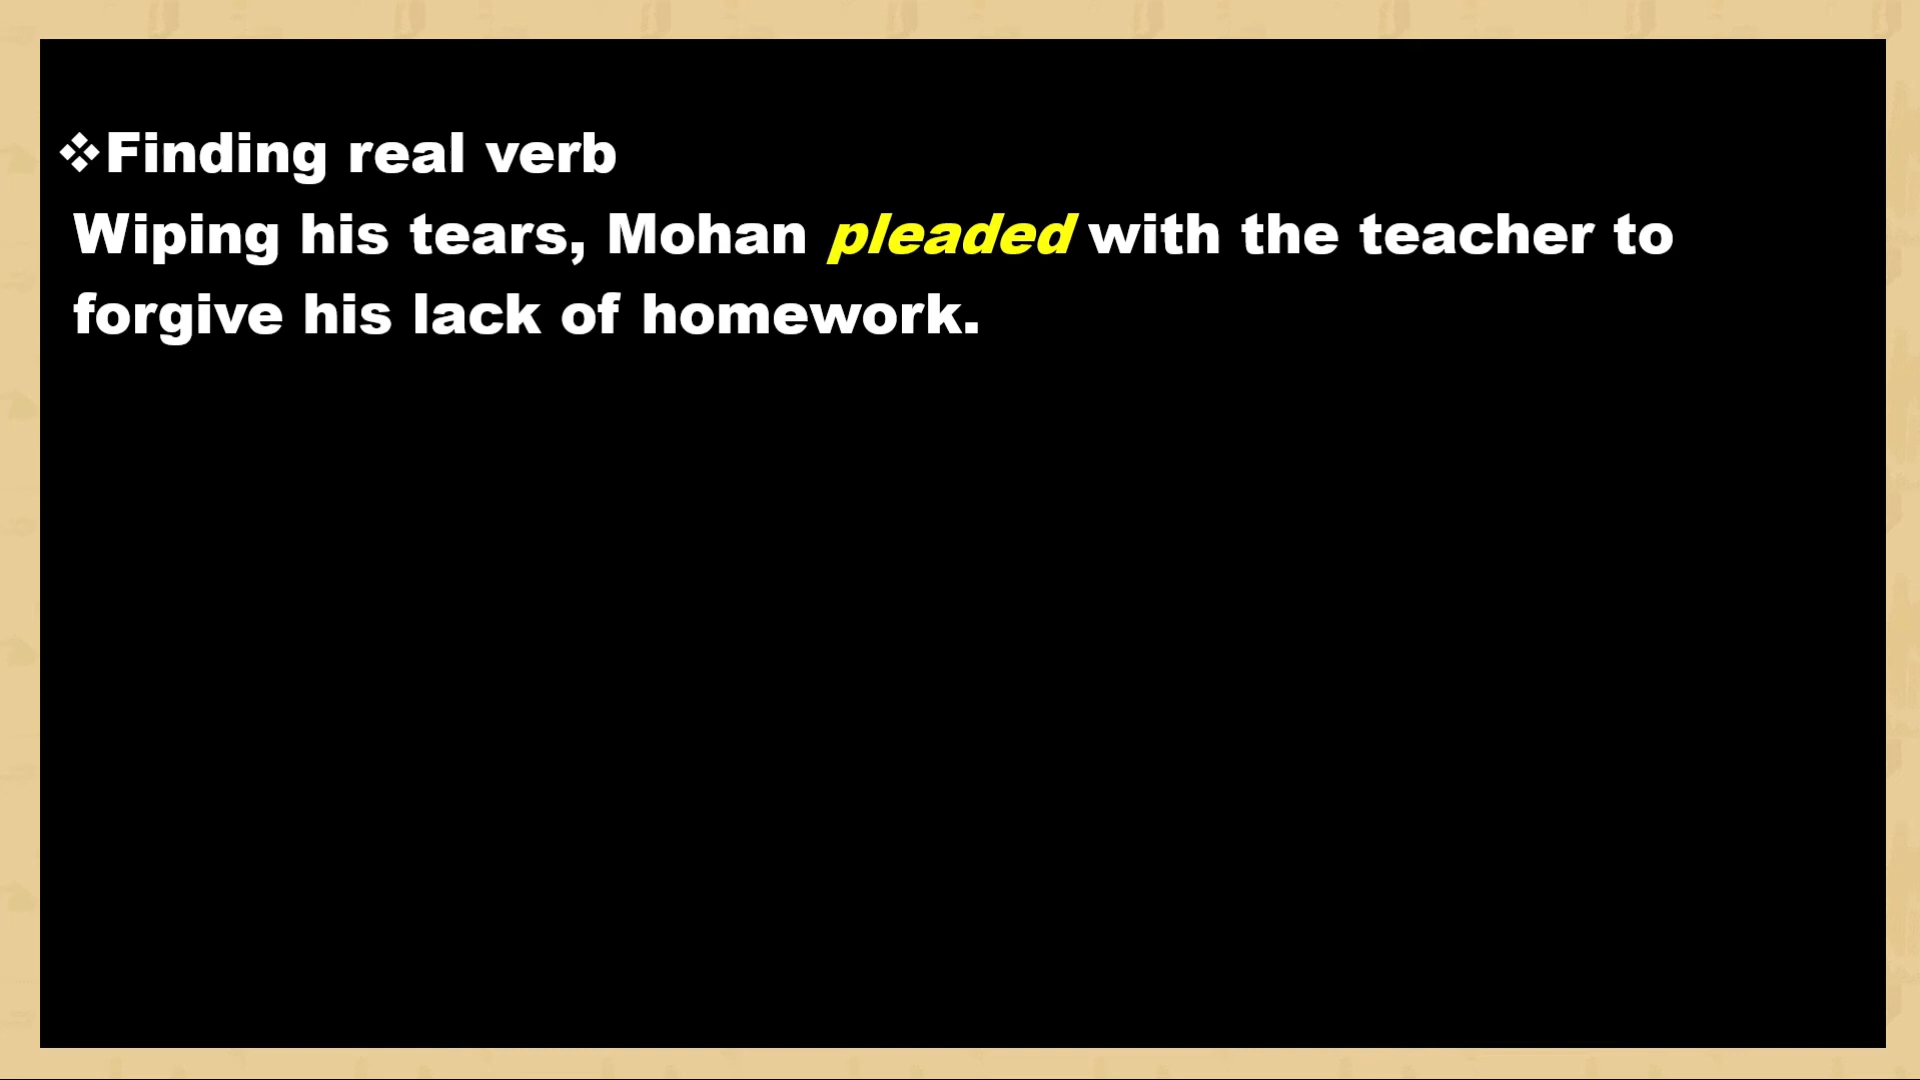 ❖Finding real verb
Wiping his tears, Mohan pleaded with the teacher to
forgive his lack of homework.